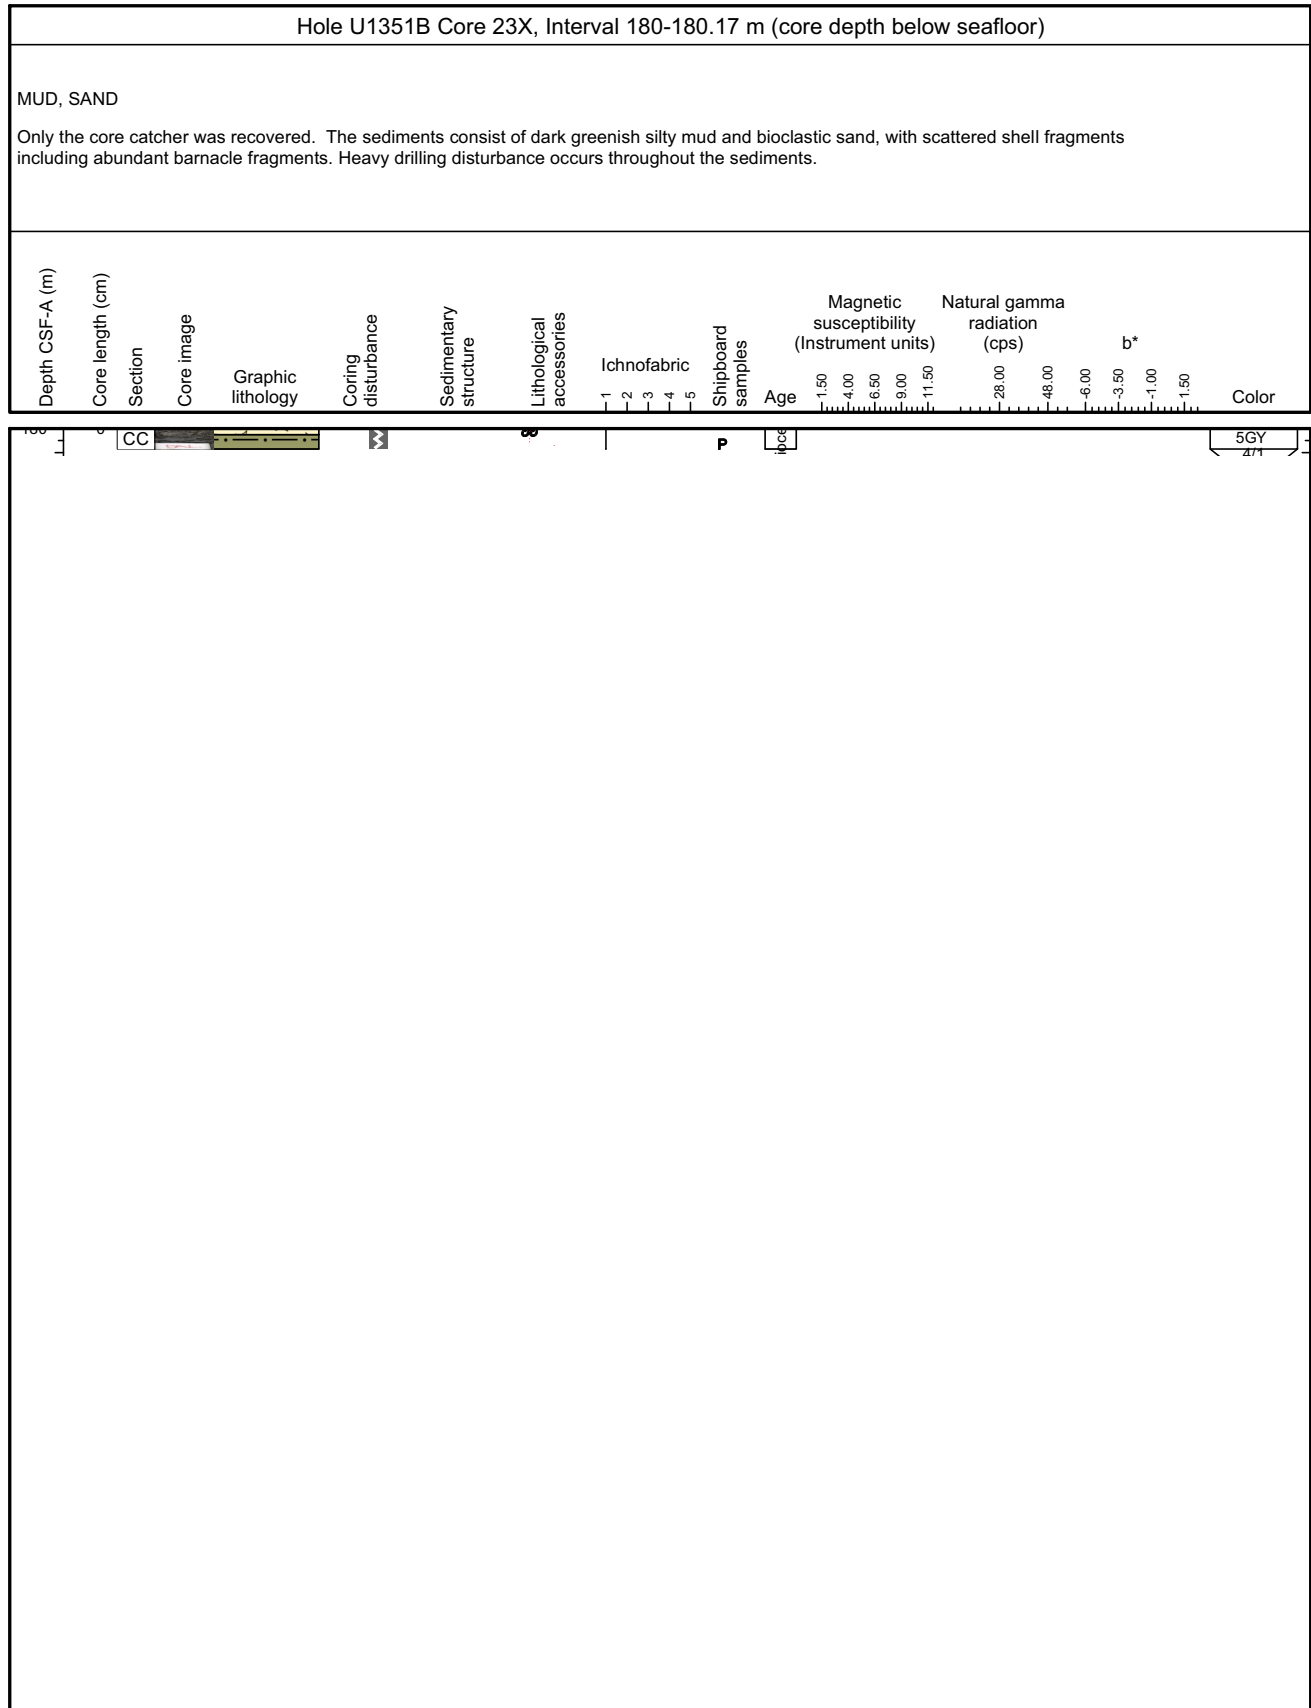 Hole U1351B Core 23X, Interval 180-180.17 m (core depth below seafloor)
MUD, SAND
Only the core catcher was recovered.  The sediments consist of dark greenish silty mud and bioclastic sand, with scattered shell fragments
including abundant barnacle fragments. Heavy drilling disturbance occurs throughout the sediments.
Depth CSF-A (m)
Core length (cm)
Section
Core image
Graphic
lithology
Coring
disturbance
Sedimentary
structure
Lithological
accessories
Ichnofabric
1
2
3
4
5
Shipboard
samples
Age
Magnetic
susceptibility
(Instrument units)
1.50
4.00
6.50
9.00
11.50
Natural gamma
radiation
(cps)
28.00
48.00
b*
-6.00
-3.50
-1.00
1.50
Color
CC
P
5GY
4/1